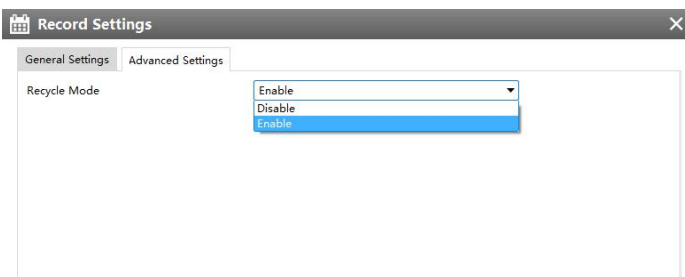 Record Settings
General Settings Advanced Settings
Recycle Mode Enable
Disable
Enable